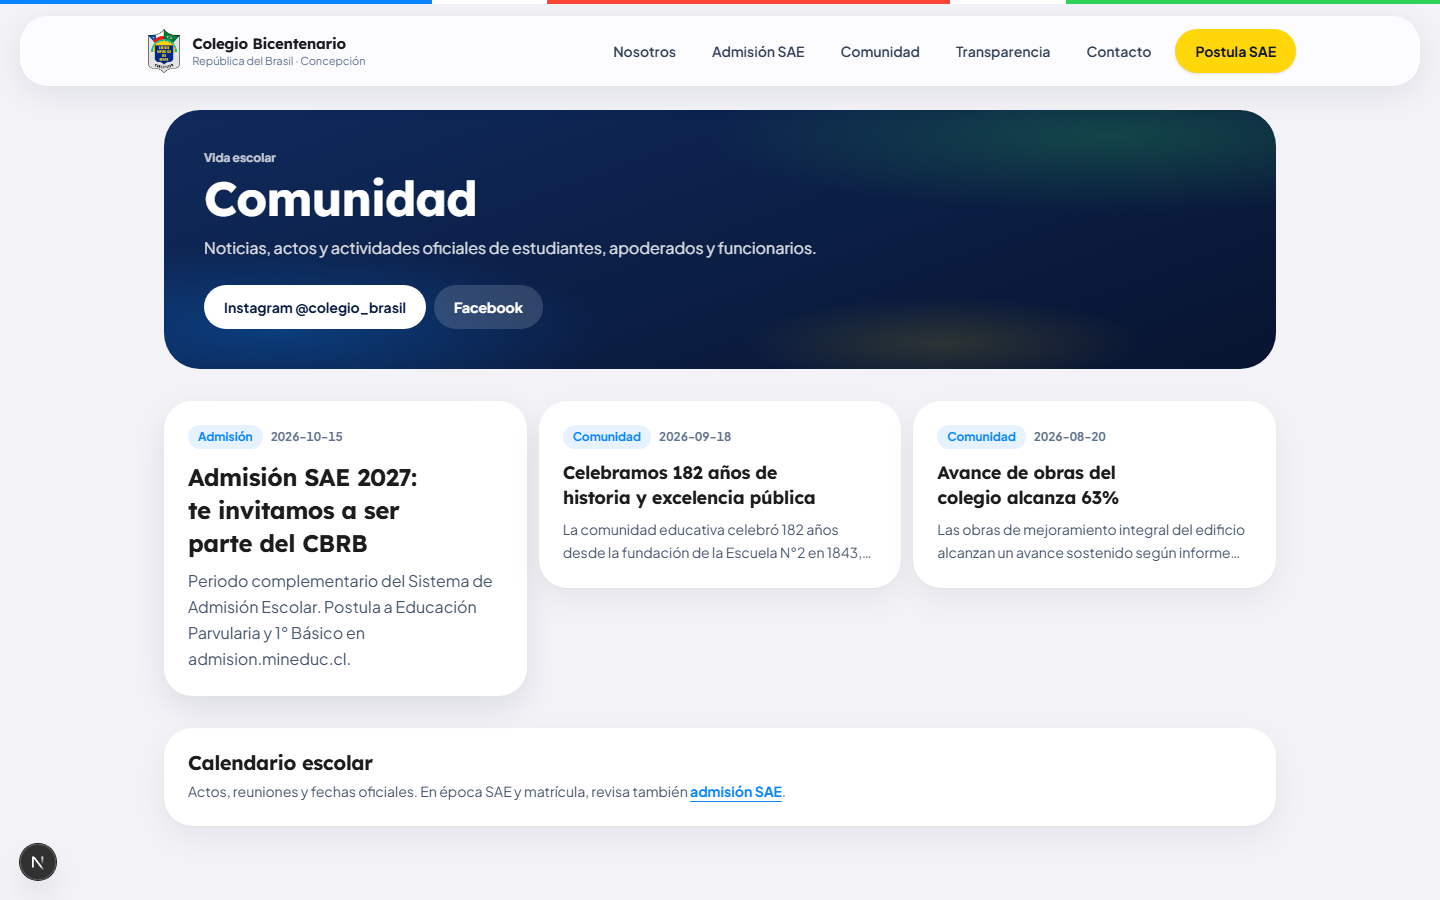 Colegio Bicentenario
República del Brasil · Concepción
Nosotros
Admisión SAE
Comunidad
Transparencia
Contacto
Postula SAE
Vida escolar
Comunidad
Noticias, actos y actividades oficiales de estudiantes, apoderados y funcionarios.
Instagram @colegio_brasil
Facebook
Admisión 2026-10-15
Admisión SAE 2027:
te invitamos a ser
parte del CBRB
Periodo complementario del Sistema de
Admisión Escolar. Postula a Educación
Parvularia y 1° Básico en
admision.mineduc.cl.
Comunidad 2026-09-18
Celebramos 182 años de
historia y excelencia pública
La comunidad educativa celebró 182 años
desde la fundación de la Escuela N°2 en 1843,…
Comunidad 2026-08-20
Avance de obras del
colegio alcanza 63%
Las obras de mejoramiento integral del edificio
alcanzan un avance sostenido según informe…
Calendario escolar
Actos, reuniones y fechas oficiales. En época SAE y matrícula, revisa también admisión SAE.
N